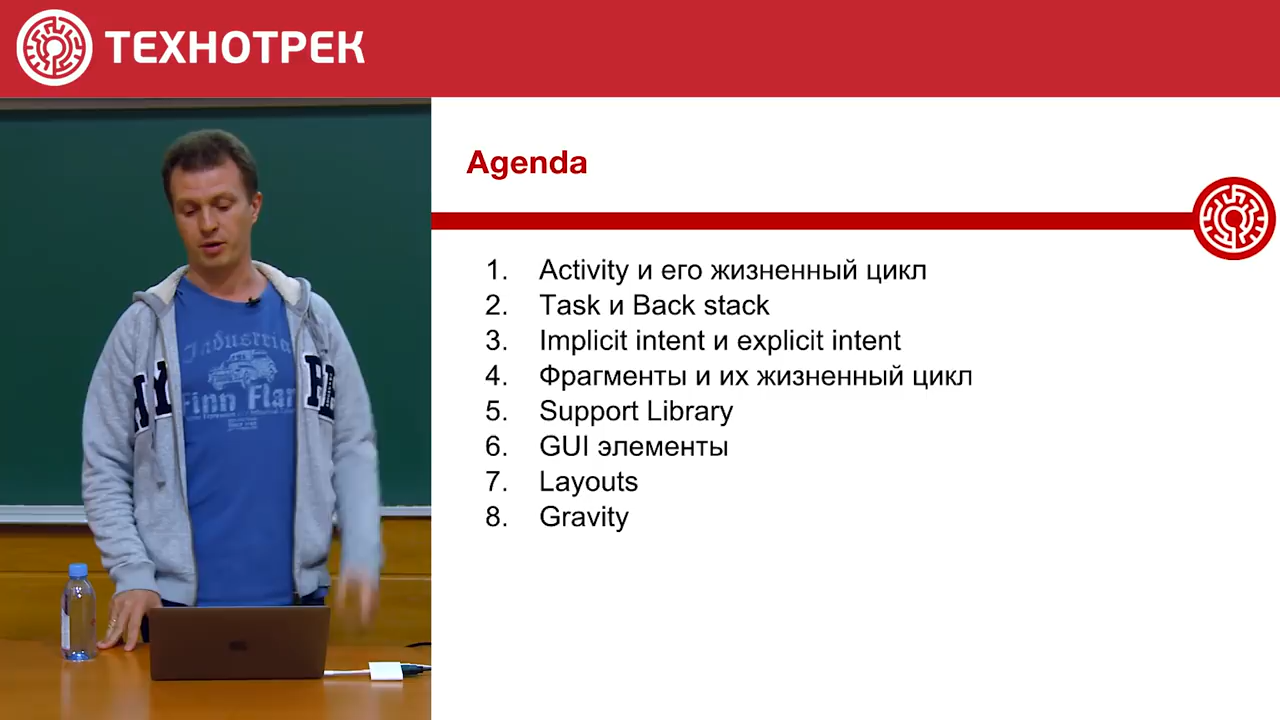 ТЕХНОТРЕК
Agenda
1. Activity и его жизненный цикл
2. Task и Back stack
3. Implicit intent и explicit intent
4. Фрагменты и их жизненный цикл
5. Support Library
6. GUI элементы
7. Layouts
8. Gravity
Industrial
Finn Flar